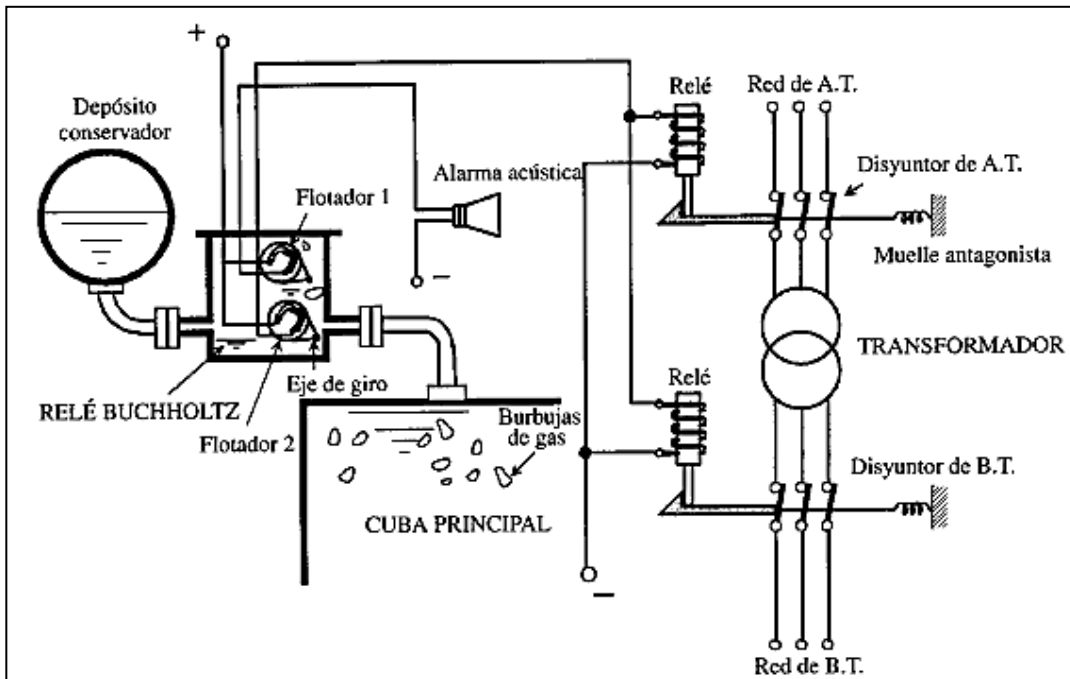 +
Depósito
conservador
Flotador 1
Alarma acústica
−
Relé
Red de A.T.
Disyuntor de A.T.
Muelle antagonista
TRANSFORMADOR
RELÉ BUCHHOLTZ
Eje de giro
Flotador 2
Burbujas
de gas
CUBA PRINCIPAL
Relé
Disyuntor de B.T.
−
Red de B.T.